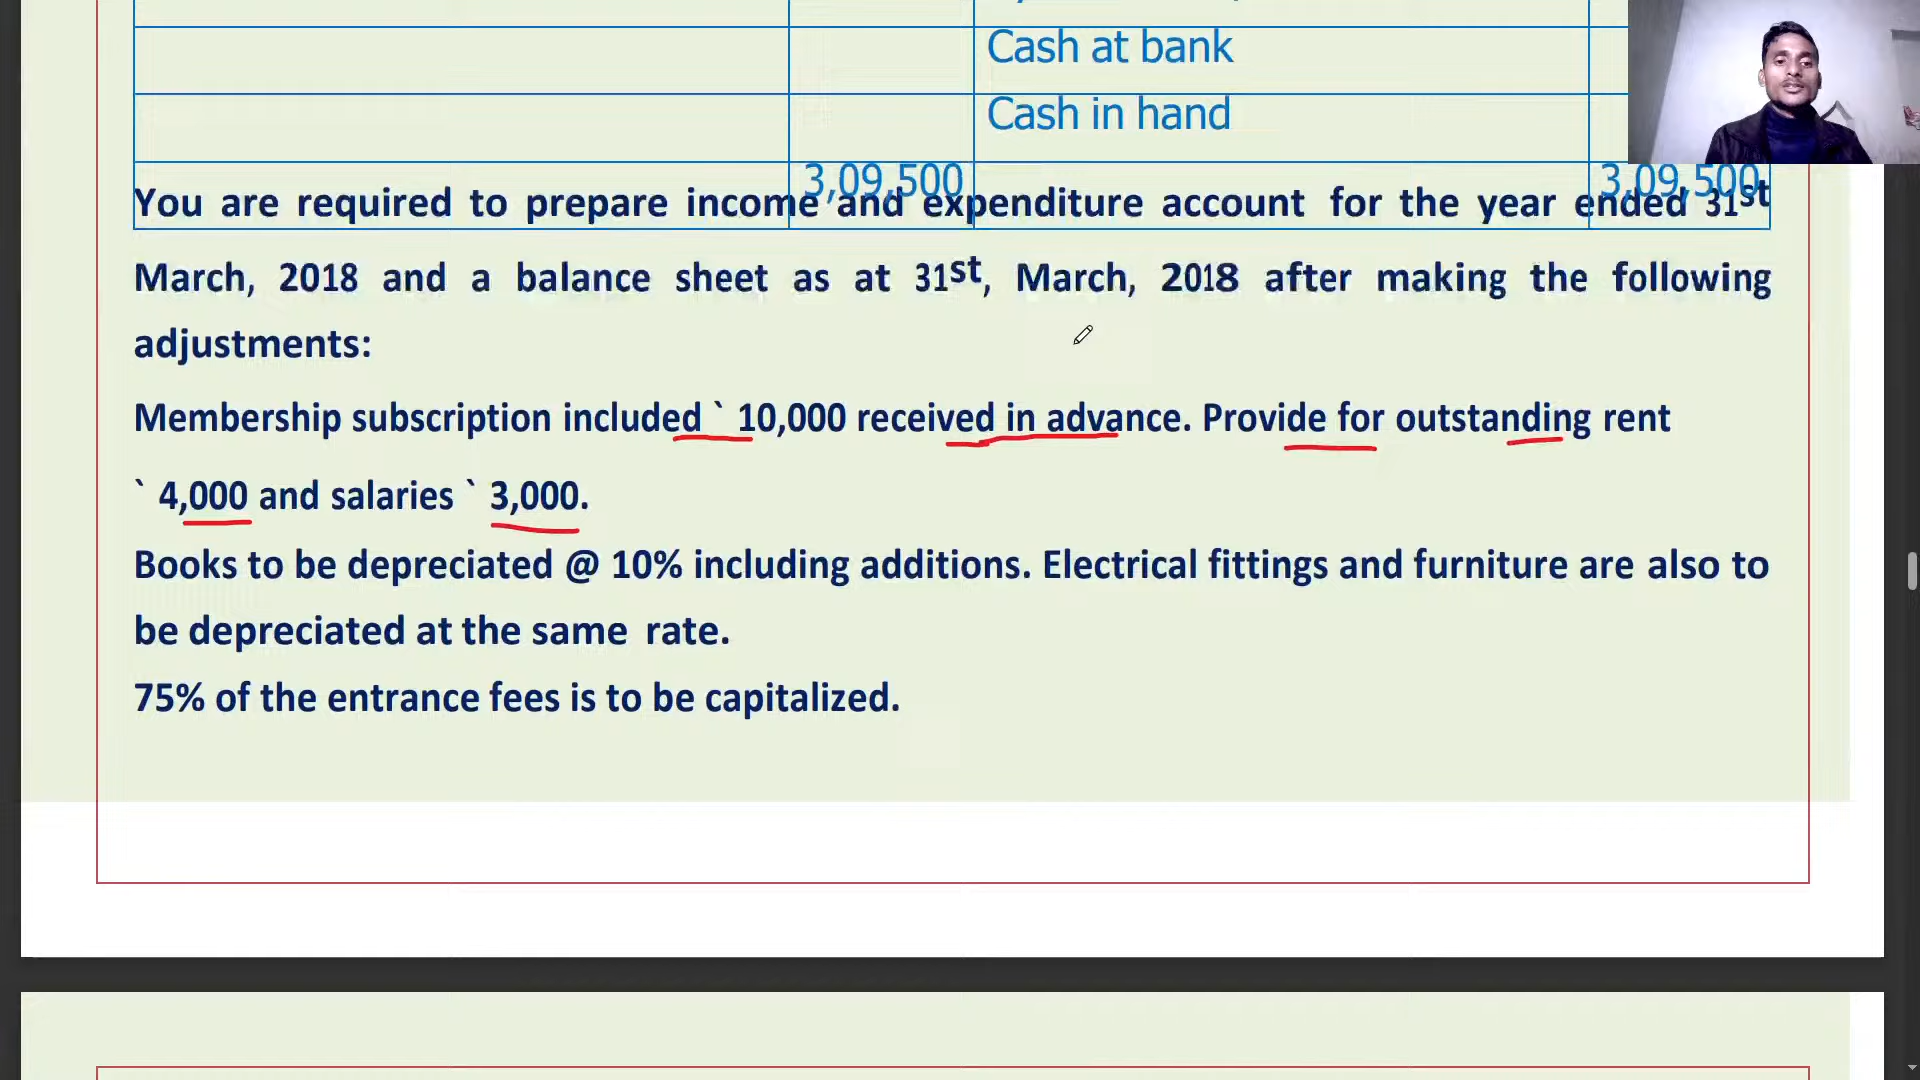 Cash at bank
Cash in hand
3,09,500 3,09,500
You are required to prepare income and expenditure account for the year ended 31st
March, 2018 and a balance sheet as at 31st, March, 2018 after making the following
adjustments:
Membership subscription included ` 10,000 received in advance. Provide for outstanding rent
` 4,000 and salaries ` 3,000.
Books to be depreciated @ 10% including additions. Electrical fittings and furniture are also to
be depreciated at the same rate.
75% of the entrance fees is to be capitalized.